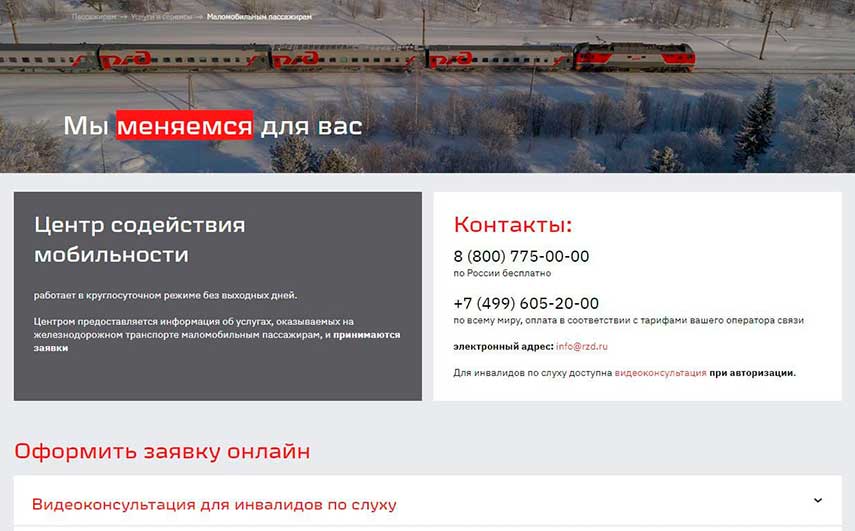 Пассажирам → Услуги и сервисы → Маломобильным пассажирам
Мы меняемся для вас
Центр содействия
мобильности
работает в круглосуточном режиме без выходных дней.
Центром предоставляется информация об услугах, оказываемых на
железнодорожном транспорте маломобильным пассажирам, и принимаются
заявки
Контакты:
8 (800) 775-00-00
по России бесплатно
+7 (499) 605-20-00
по всему миру, оплата в соответствии с тарифами вашего оператора связи
электронный адрес: info@rzd.ru
Для инвалидов по слуху доступна видеоконсультация при авторизации.
Оформить заявку онлайн
Видеоконсультация для инвалидов по слуху